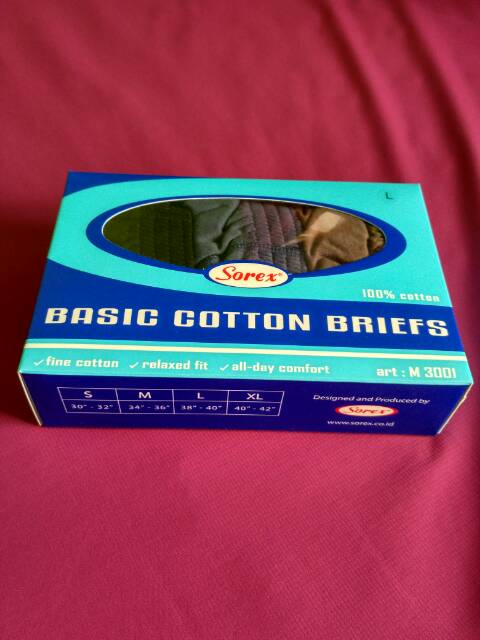 L
Sorex®
100% cotton
BASIC COTTON BRIEFS
✓fine cotton ✓relaxed fit ✓all-day comfort art : M 3001
S M L XL
30" - 32" 34" - 36" 38" - 40" 40" - 42"
Designed and Produced by
Sorex®
www.sorex.co.id